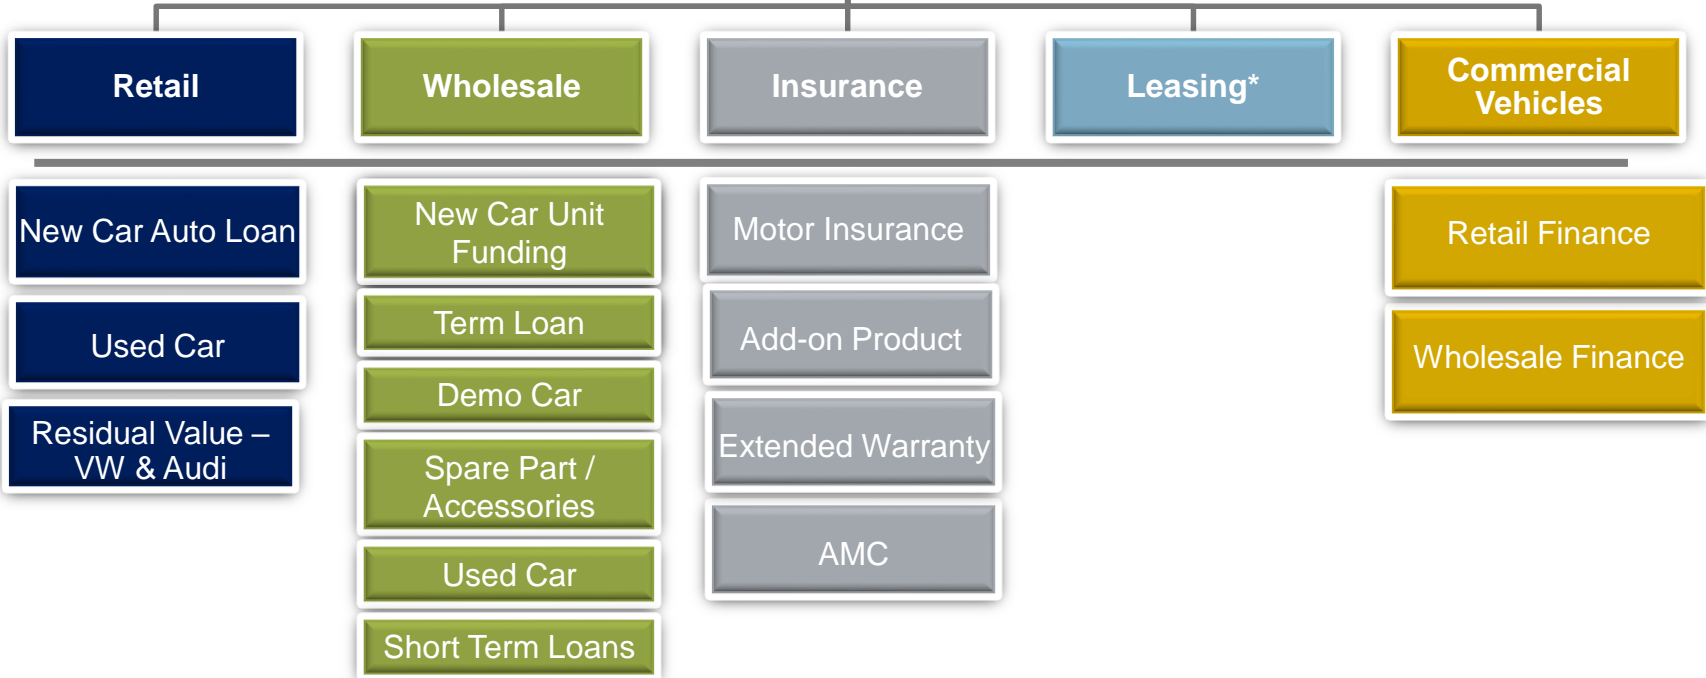 Retail
Wholesale
Insurance
Leasing*
Commercial
Vehicles
New Car Auto Loan
Used Car
Residual Value –
VW & Audi
New Car Unit
Funding
Term Loan
Demo Car
Spare Part /
Accessories
Used Car
Short Term Loans
Motor Insurance
Add-on Product
Extended Warranty
AMC
Retail Finance
Wholesale Finance